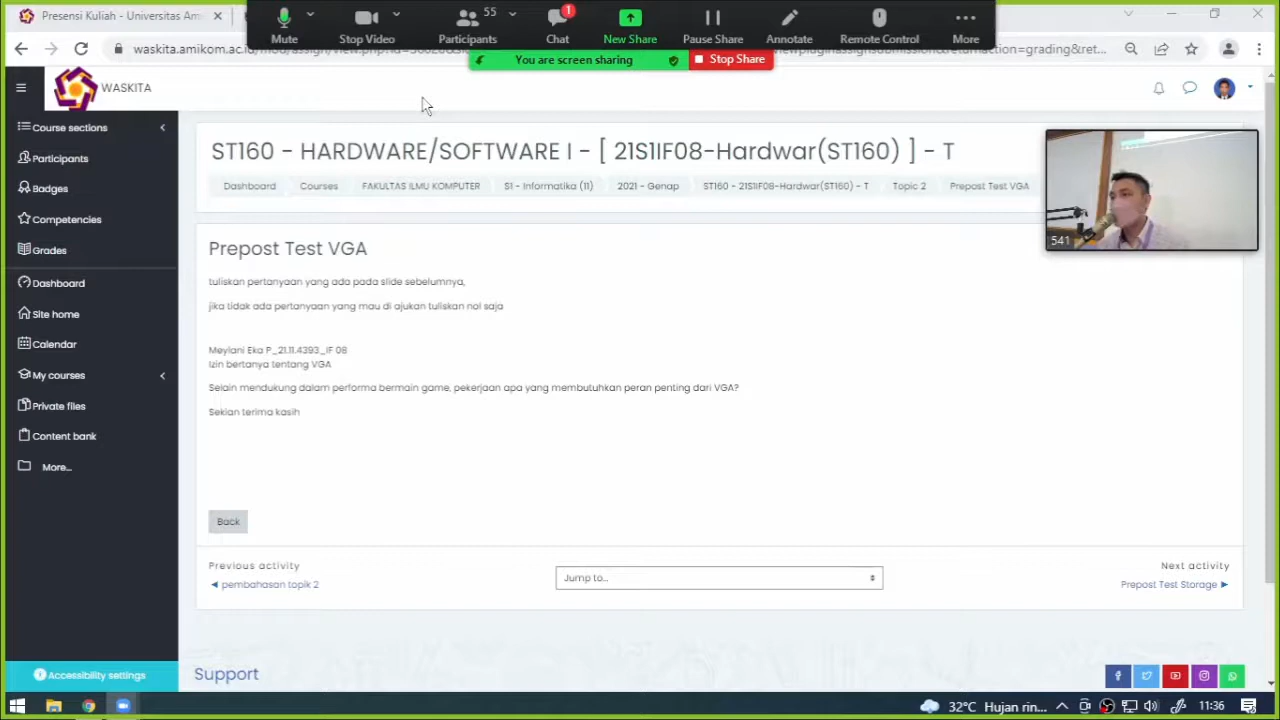 Presensi Kuliah - Universitas Am
Mute
Stop Video
55
Participants
1
Chat
New Share
Pause Share
Annotate
Remote Control
More
You are screen sharing
Stop Share
WASKITA
Course sections
Participants
Badges
Competencies
Grades
Dashboard
Site home
Calendar
My courses
Private files
Content bank
More...
Accessibility settings
ST160 - HARDWARE/SOFTWARE I - [ 21S1IF08-Hardwar(ST160) ] - T
Dashboard Courses FAKULTAS ILMU KOMPUTER S1 - Informatika (11) 2021 - Genap ST160 - 21S1IF08-Hardwar(ST160) - T Topic 2 Prepost Test VGA
541
Prepost Test VGA
tuliskan pertanyaan yang ada pada slide sebelumnya,
jika tidak ada pertanyaan yang mau di ajukan tuliskan nol saja
Meylani Eka P_21.11.4393_IF 08
Izin bertanya tentang VGA
Selain mendukung dalam performa bermain game, pekerjaan apa yang membutuhkan peran penting dari VGA?
Sekian terima kasih
Back
Previous activity
◄ pembahasan topik 2
Jump to...
Next activity
Prepost Test Storage ►
Support
32°C Hujan rin... 11:36